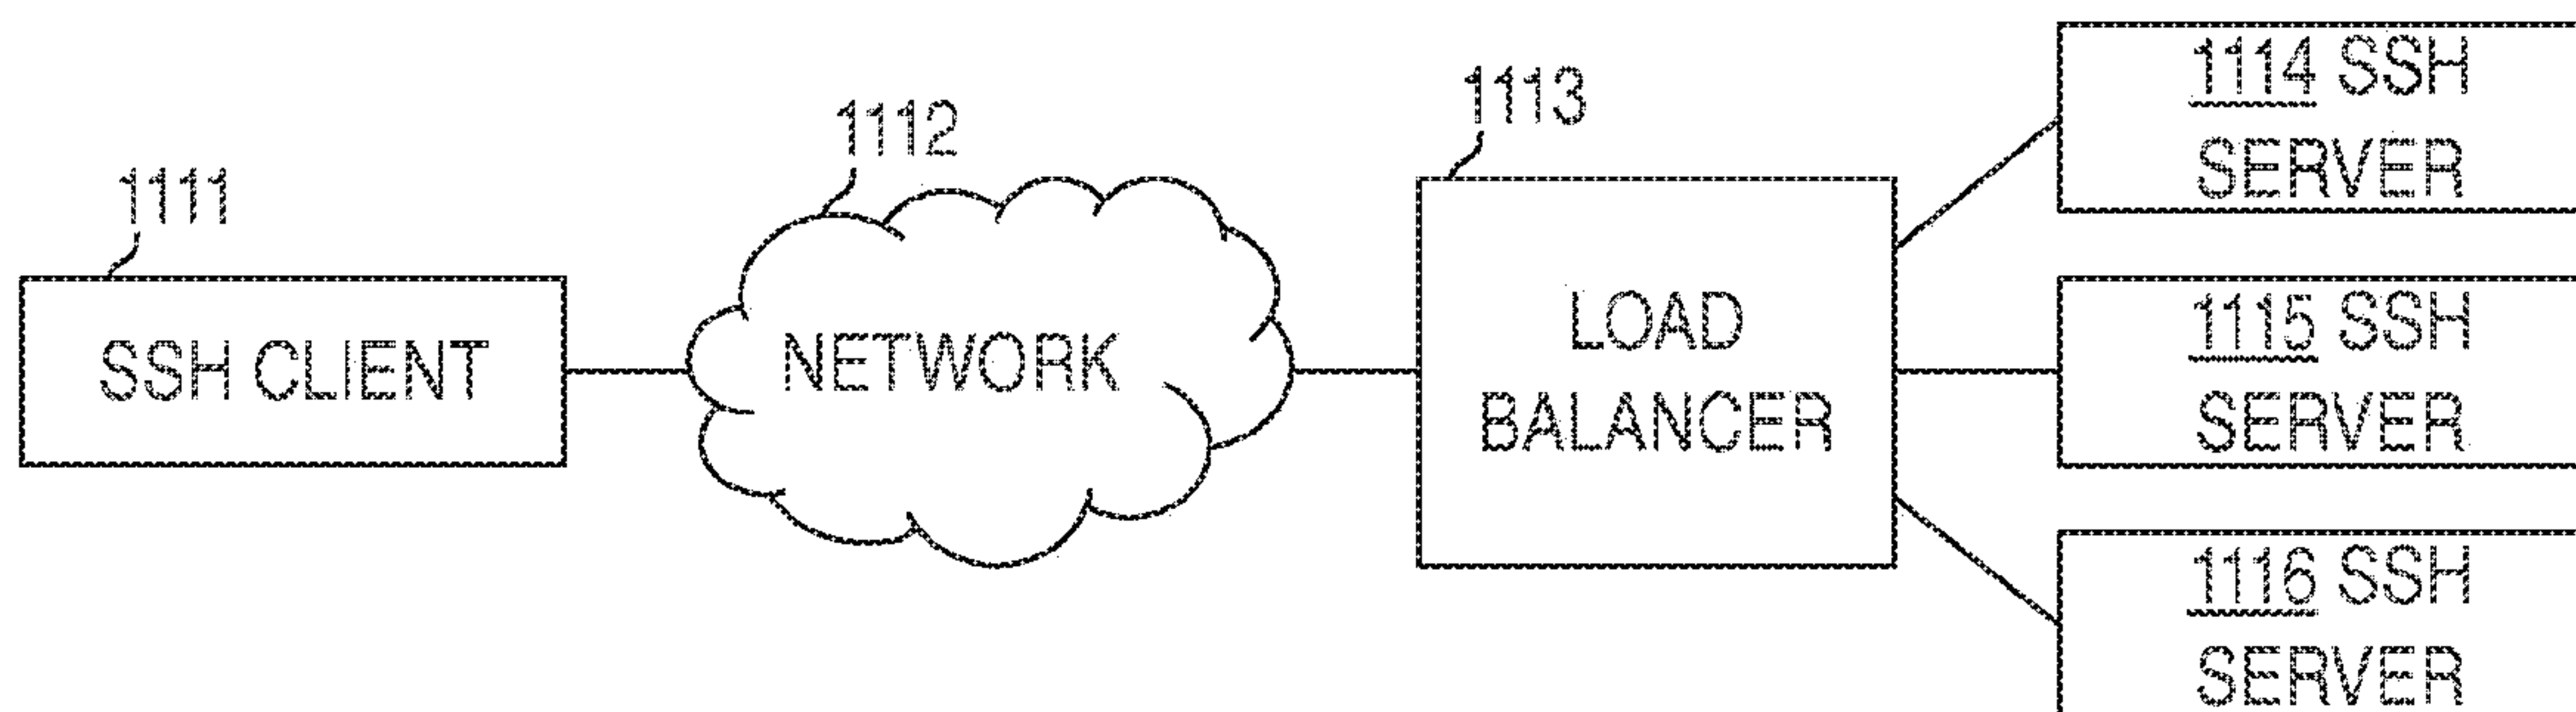 1111
SSH CLIENT
1112
NETWORK
1113
LOAD
BALANCER
1114 SSH
SERVER
1115 SSH
SERVER
1116 SSH
SERVER